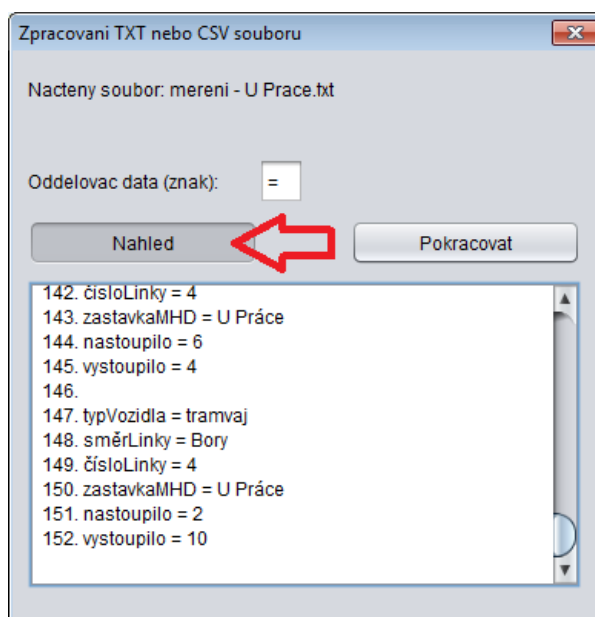 Zpracovani TXT nebo CSV souboru
Nacteny soubor: mereni - U Prace.txt
Oddelovac data (znak): =
Nahled Pokracovat
142. čísloLinky = 4
143. zastavkaMHD = U Práce
144. nastoupilo = 6
145. vystoupilo = 4
146.
147. typVozidla = tramvaj
148. směrLinky = Bory
149. čísloLinky = 4
150. zastavkaMHD = U Práce
151. nastoupilo = 2
152. vystoupilo = 10